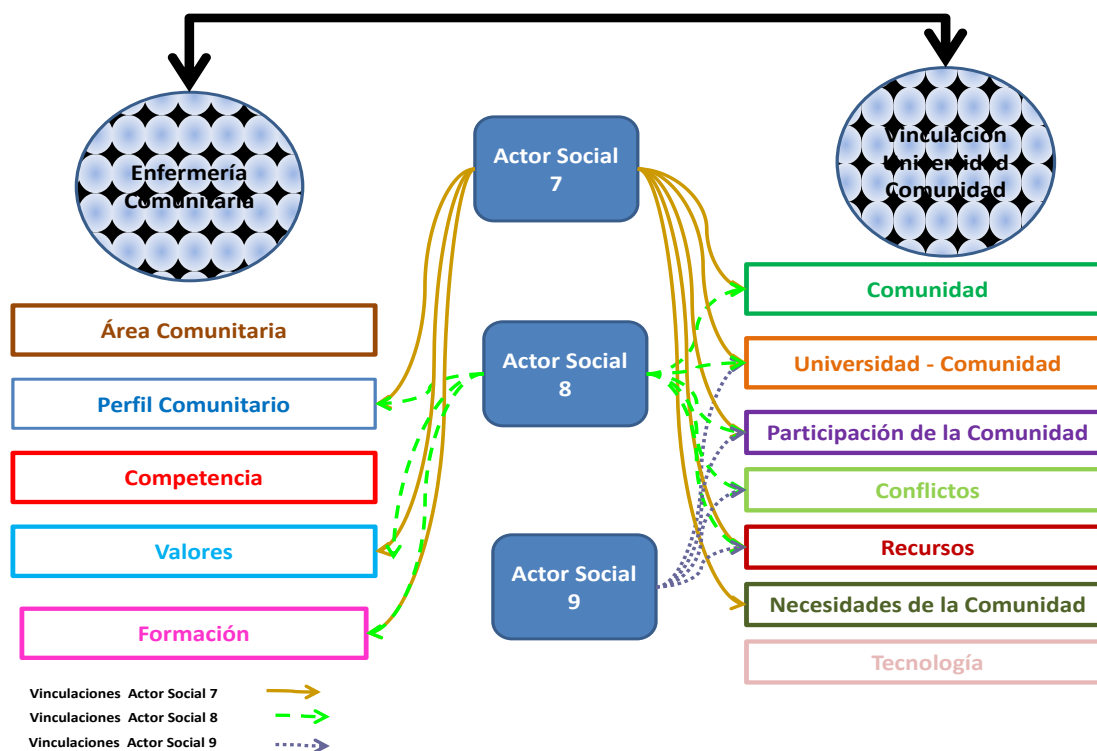 Enfermería
Comunitaria
Actor Social
7
Vinculación
Universidad
Comunidad
Área Comunitaria
Perfil Comunitario
Competencia
Valores
Formación
Actor Social
8
Actor Social
9
Comunidad
Universidad - Comunidad
Participación de la Comunidad
Conflictos
Recursos
Necesidades de la Comunidad
Tecnología
Vinculaciones Actor Social 7
Vinculaciones Actor Social 8
Vinculaciones Actor Social 9